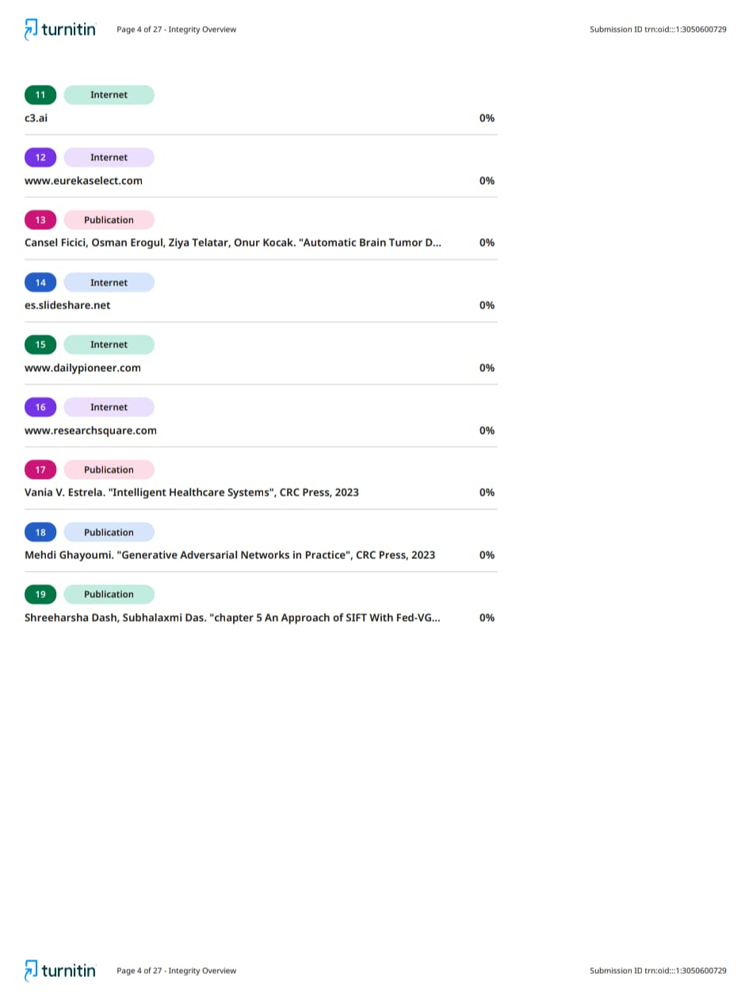 turnitin Page 4 of 27 - Integrity Overview Submission ID trn:oid:::1:3050600729
11 Internet
c3.ai 0%
12 Internet
www.eurekaselect.com 0%
13 Publication
Cansel Ficici, Osman Erogul, Ziya Telatar, Onur Kocak. "Automatic Brain Tumor D... 0%
14 Internet
es.slideshare.net 0%
15 Internet
www.dailypioneer.com 0%
16 Internet
www.researchsquare.com 0%
17 Publication
Vania V. Estrela. "Intelligent Healthcare Systems", CRC Press, 2023 0%
18 Publication
Mehdi Ghayoumi. "Generative Adversarial Networks in Practice", CRC Press, 2023 0%
19 Publication
Shreeharsha Dash, Subhalaxmi Das. "chapter 5 An Approach of SIFT With Fed-VG... 0%
turnitin Page 4 of 27 - Integrity Overview Submission ID trn:oid:::1:3050600729